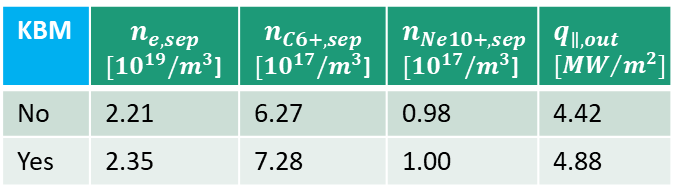 KBM n_{e,sep} n_{C6+,sep} n_{Ne10+,sep} q_{∥,out}
[10^{19}/m^3] [10^{17}/m^3] [10^{17}/m^3] [MW/m^2]
No 2.21 6.27 0.98 4.42
Yes 2.35 7.28 1.00 4.88